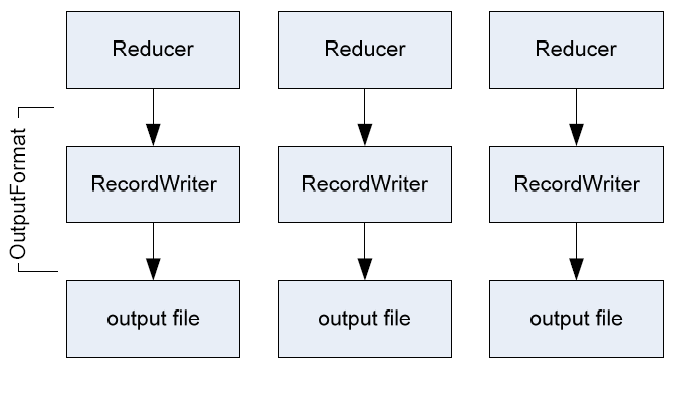 Reducer
Reducer
Reducer
OutputFormat
RecordWriter
RecordWriter
RecordWriter
output file
output file
output file